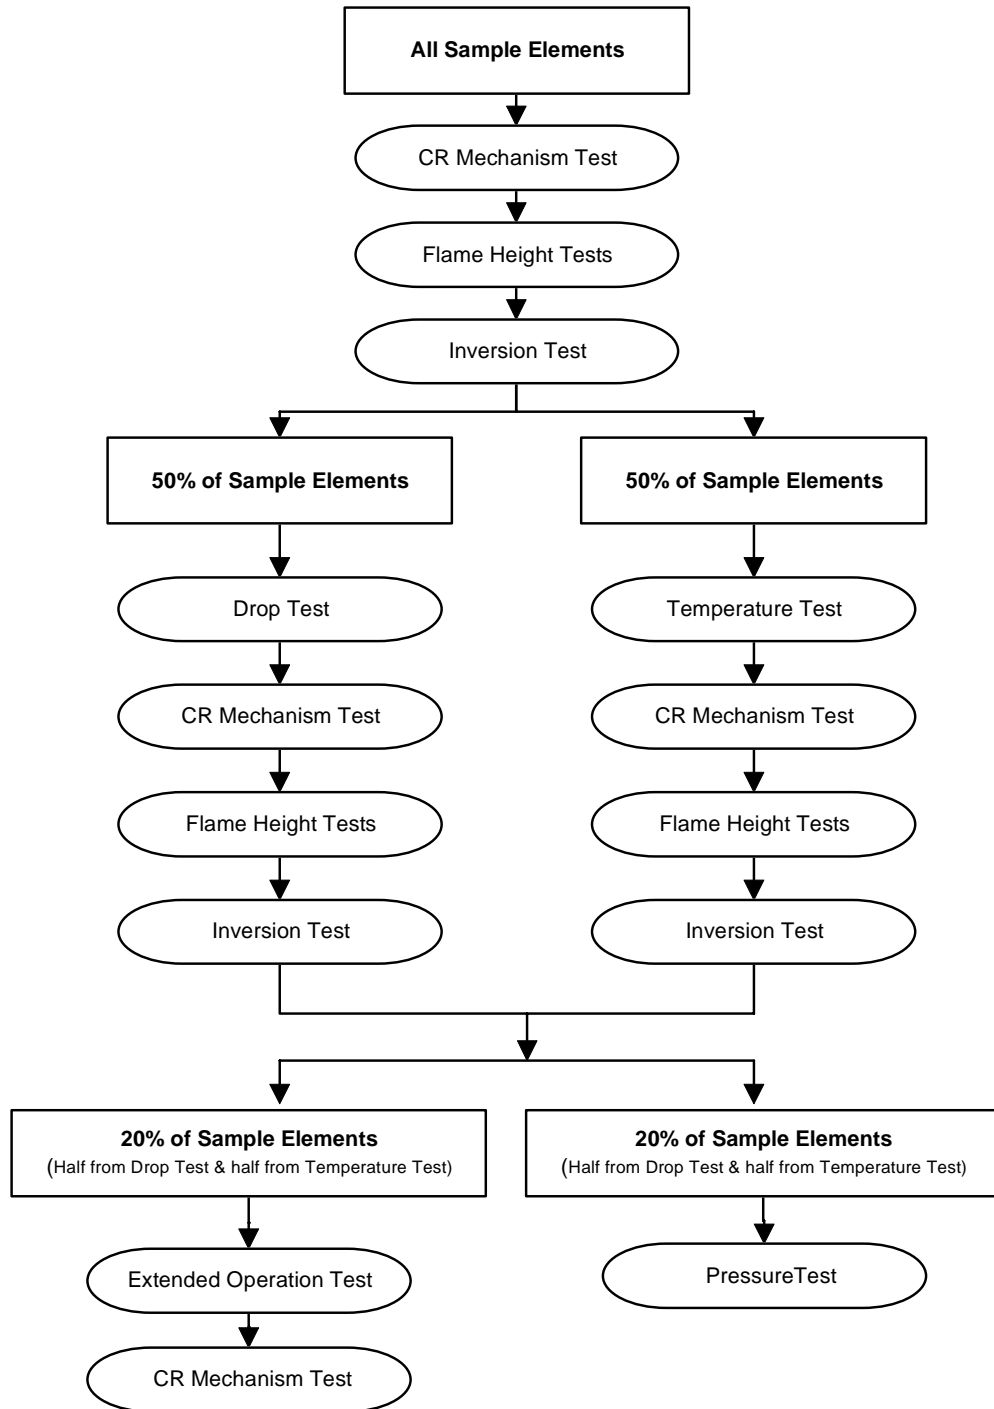 All Sample Elements
CR Mechanism Test
Flame Height Tests
Inversion Test
50% of Sample Elements
50% of Sample Elements
Drop Test
Temperature Test
CR Mechanism Test
CR Mechanism Test
Flame Height Tests
Flame Height Tests
Inversion Test
Inversion Test
20% of Sample Elements
(Half from Drop Test & half from Temperature Test)
20% of Sample Elements
(Half from Drop Test & half from Temperature Test)
Extended Operation Test
PressureTest
CR Mechanism Test